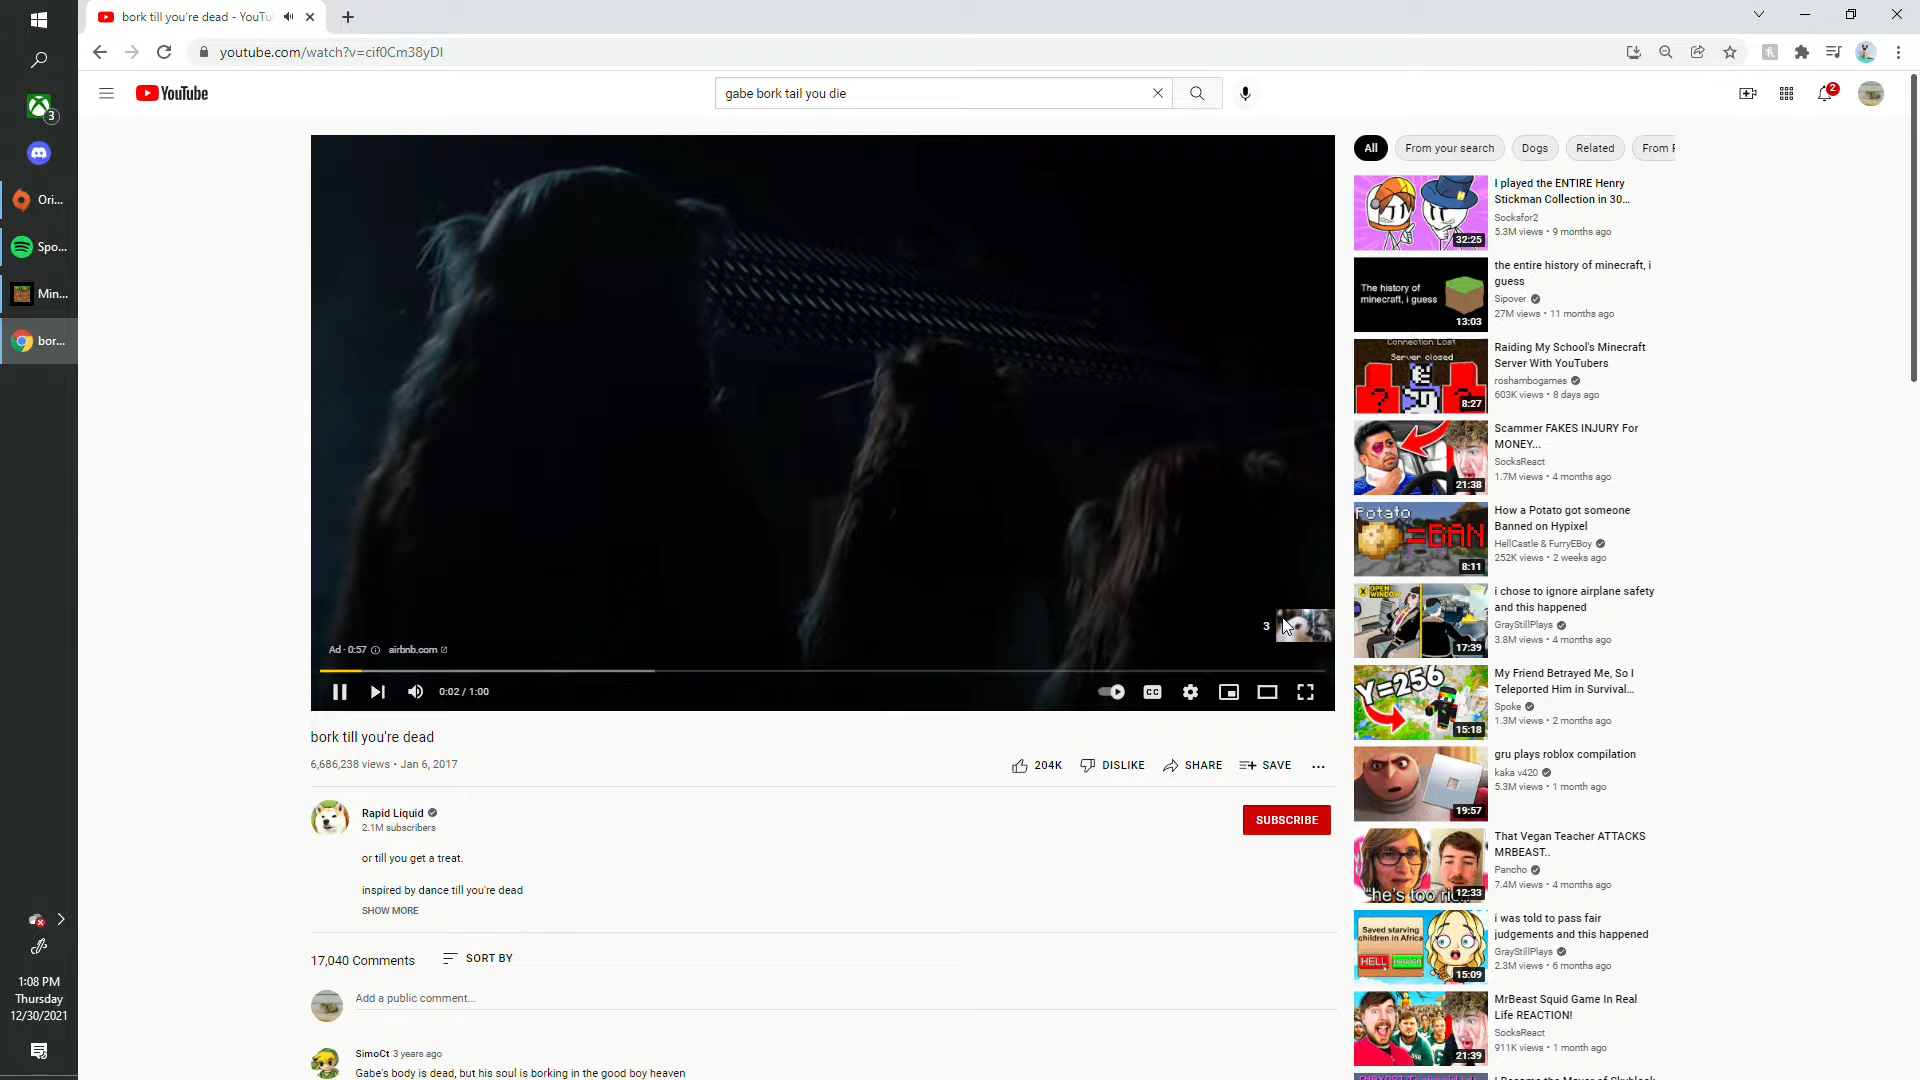 bork till you're dead - YouTu
youtube.com/watch?v=cif0Cm38yDI
3
Ori...
Spo...
Min...
bor...
1:08 PM
Thursday
12/30/2021
YouTube
gabe bork tail you die
2
3
Ad · 0:57
airbnb.com
0:02 / 1:00
CC
bork till you're dead
6,686,238 views • Jan 6, 2017
204K
DISLIKE
SHARE
SAVE
Rapid Liquid
2.1M subscribers
SUBSCRIBE
or till you get a treat.
inspired by dance till you're dead
SHOW MORE
17,040 Comments
SORT BY
Add a public comment...
SimoCt 3 years ago
Gabe's body is dead, but his soul is borking in the good boy heaven
All
From your search
Dogs
Related
From
32:25
I played the ENTIRE Henry
Stickman Collection in 30...
Socksfor2
5.3M views • 9 months ago
The history of
minecraft, i guess
13:03
the entire history of minecraft, i
guess
Sipover
27M views • 11 months ago
Connection Lost
Server closed
8:27
Raiding My School's Minecraft
Server With YouTubers
roshambogames
603K views • 8 days ago
21:38
Scammer FAKES INJURY For
MONEY...
SocksReact
1.7M views • 4 months ago
Potato
=BAN
8:11
How a Potato got someone
Banned on Hypixel
HellCastle & FurryEBoy
252K views • 2 weeks ago
OPEN
WINDOW
17:39
i chose to ignore airplane safety
and this happened
GrayStillPlays
3.8M views • 4 months ago
Y=256
15:18
My Friend Betrayed Me, So I
Teleported Him in Survival...
Spoke
1.3M views • 2 months ago
19:57
gru plays roblox compilation
kaka v420
5.3M views • 1 month ago
"he's too ri
12:33
That Vegan Teacher ATTACKS
MRBEAST..
Pancho
7.4M views • 4 months ago
Saved starving
children in Africa
HELL
15:09
i was told to pass fair
judgements and this happened
GrayStillPlays
2.3M views • 6 months ago
21:39
MrBeast Squid Game In Real
Life REACTION!
SocksReact
911K views • 1 month ago